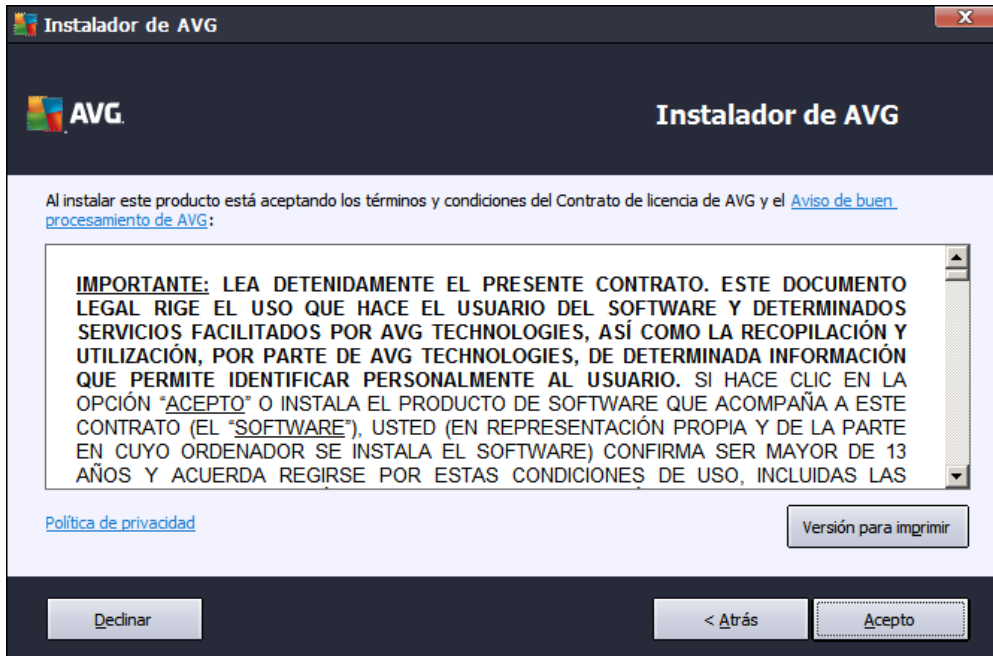 Instalador de AVG
AVG.
Instalador de AVG
Al instalar este producto está aceptando los términos y condiciones del Contrato de licencia de AVG y el Aviso de buen
procesamiento de AVG:
IMPORTANTE: LEA DETENIDAMENTE EL PRESENTE CONTRATO. ESTE DOCUMENTO
LEGAL RIGE EL USO QUE HACE EL USUARIO DEL SOFTWARE Y DETERMINADOS
SERVICIOS FACILITADOS POR AVG TECHNOLOGIES, ASÍ COMO LA RECOPILACIÓN Y
UTILIZACIÓN, POR PARTE DE AVG TECHNOLOGIES, DE DETERMINADA INFORMACIÓN
QUE PERMITE IDENTIFICAR PERSONALMENTE AL USUARIO. SI HACE CLIC EN LA
OPCIÓN “ACEPTO” O INSTALA EL PRODUCTO DE SOFTWARE QUE ACOMPAÑA A ESTE
CONTRATO (EL “SOFTWARE”), USTED (EN REPRESENTACIÓN PROPIA Y DE LA PARTE
EN CUYO ORDENADOR SE INSTALA EL SOFTWARE) CONFIRMA SER MAYOR DE 13
AÑOS Y ACUERDA REGIRSE POR ESTAS CONDICIONES DE USO, INCLUIDAS LAS
Política de privacidad
Versión para imprimir
Declinar
< Atrás
Acepto